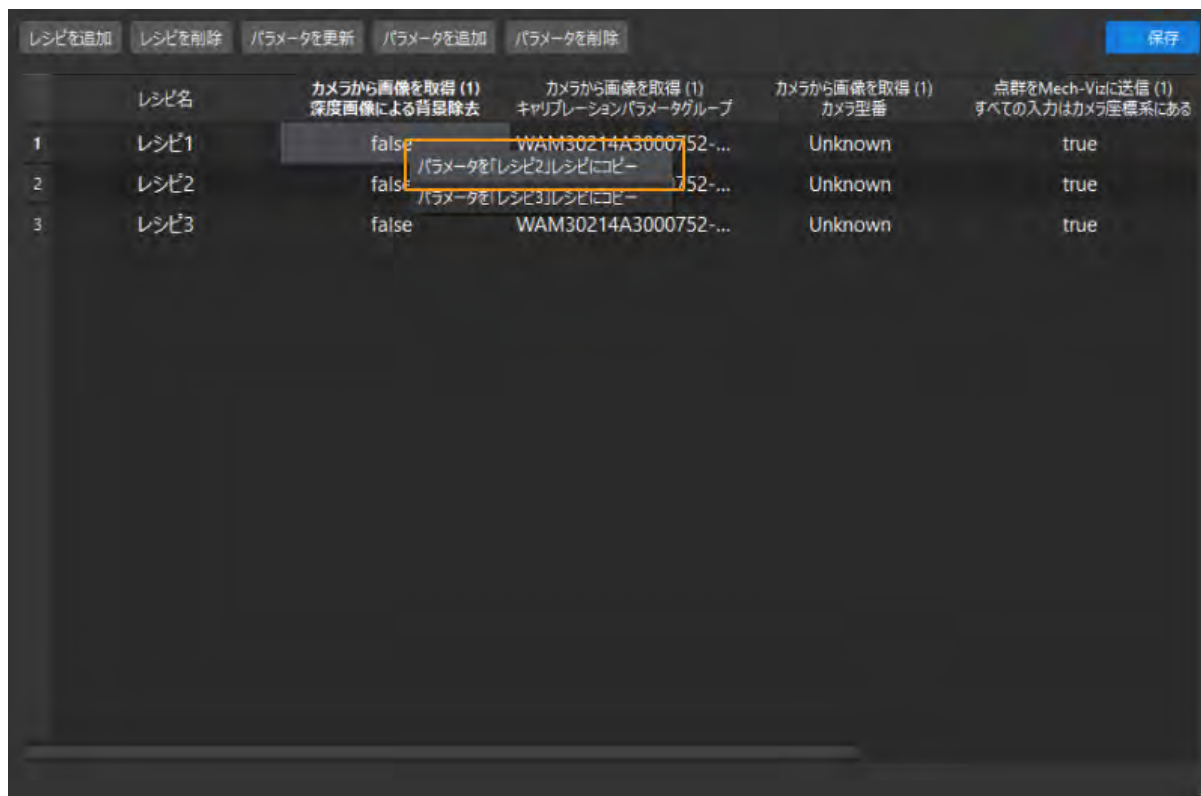 レシピを追加 レシピを削除 パラメータを更新 パラメータを追加 パラメータを削除 保存
レシピ名 カメラから画像を取得 (1) カメラから画像を取得 (1) カメラから画像を取得 (1) 点群をMech-Vizに送信 (1)
深度画像による背景除去 キャリブレーションパラメータグループ カメラ型番 すべての入力はカメラ座標系にある
1 レシピ1 false WAM30214A3000752-... Unknown true
パラメータを「レシピ2」レシピにコピー
2 レシピ2 false 752-... Unknown true
パラメータを「レシピ3」レシピにコピー
3 レシピ3 false WAM30214A3000752-... Unknown true